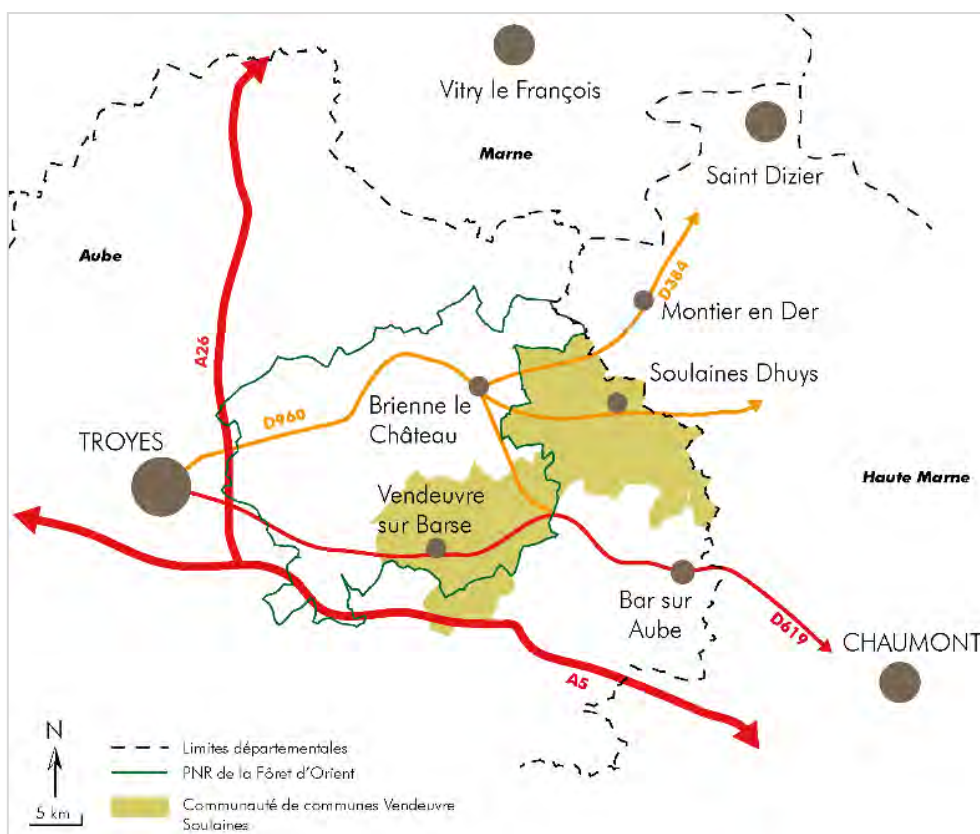 Vitry le François
Marne
Saint Dizier
Aube
D384
Montier en Der
A26
Soulaines Dhuys
Brienne le
Château
D960
TROYES
Haute Marne
Vendeuvre
sur Barse
Bar sur
Aube
D619
CHAUMONT
A5
N
5 km
Limites départementales
PNR de la Fôret d'Orient
Communauté de communes Vendeuvre
Soulaines